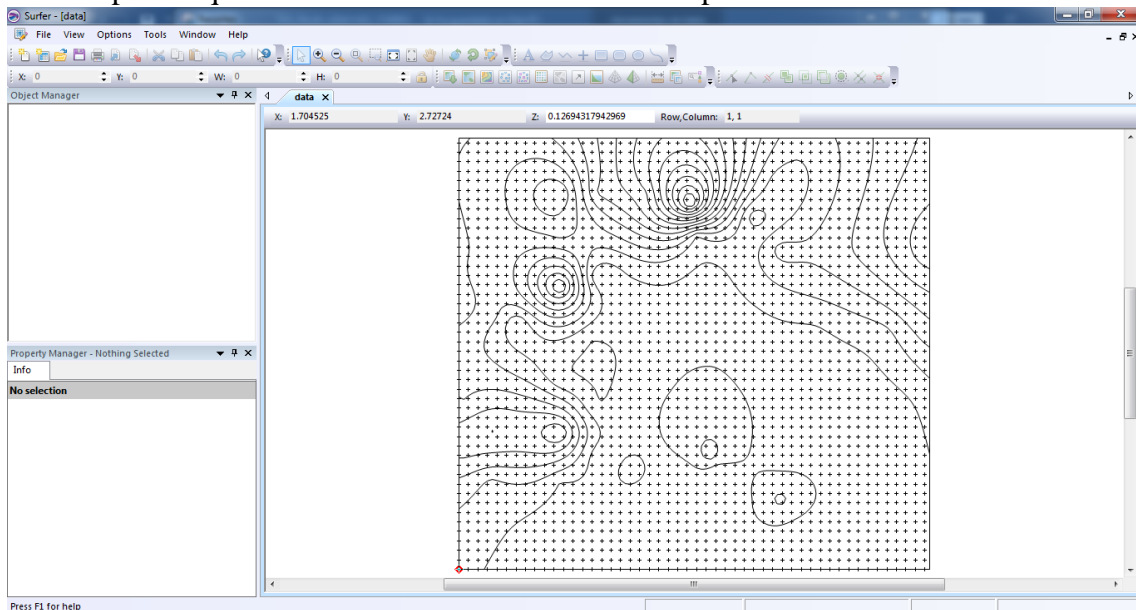 Surfer - [data]
File View Options Tools Window Help
X: 0 Y: 0 W: 0 H: 0
Object Manager
data
X: 1.704525 Y: 2.72724 Z: 0.12694317942969 Row,Column: 1, 1
Property Manager - Nothing Selected
Info
No selection
Press F1 for help